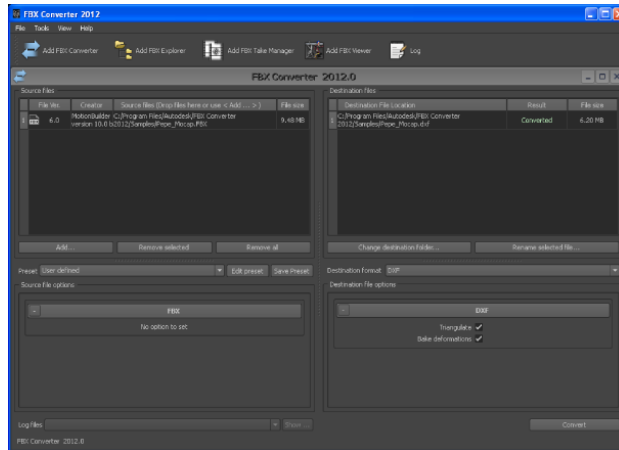 FBX Converter 2012
File Tools View Help
Add FBX Converter
Add FBX Explorer
Add FBX Take Manager
Add FBX Viewer
Log
FBX Converter 2012.0
Source files
File Ver. Creator Source files (Drop files here or use < Add ... > ) File size
1 6.0 MotionBuilder version 10.0 b C:/Program Files/Autodesk/FBX Converter 2012/Samples/Pepe_Mocap.FBX 9.48 MB
Add...
Remove selected
Remove all
Destination files
Destination File Location Result File size
1 C:/Program Files/Autodesk/FBX Converter 2012/Samples/Pepe_Mocap.dxf Converted 6.20 MB
Change destination folder...
Rename selected file...
Preset User defined Edit preset Save Preset
Destination format DXF
Source file options
- FBX
No option to set
Destination file options
- DXF
Triangulate
Bake deformations
Log files
Convert
FBX Converter 2012.0